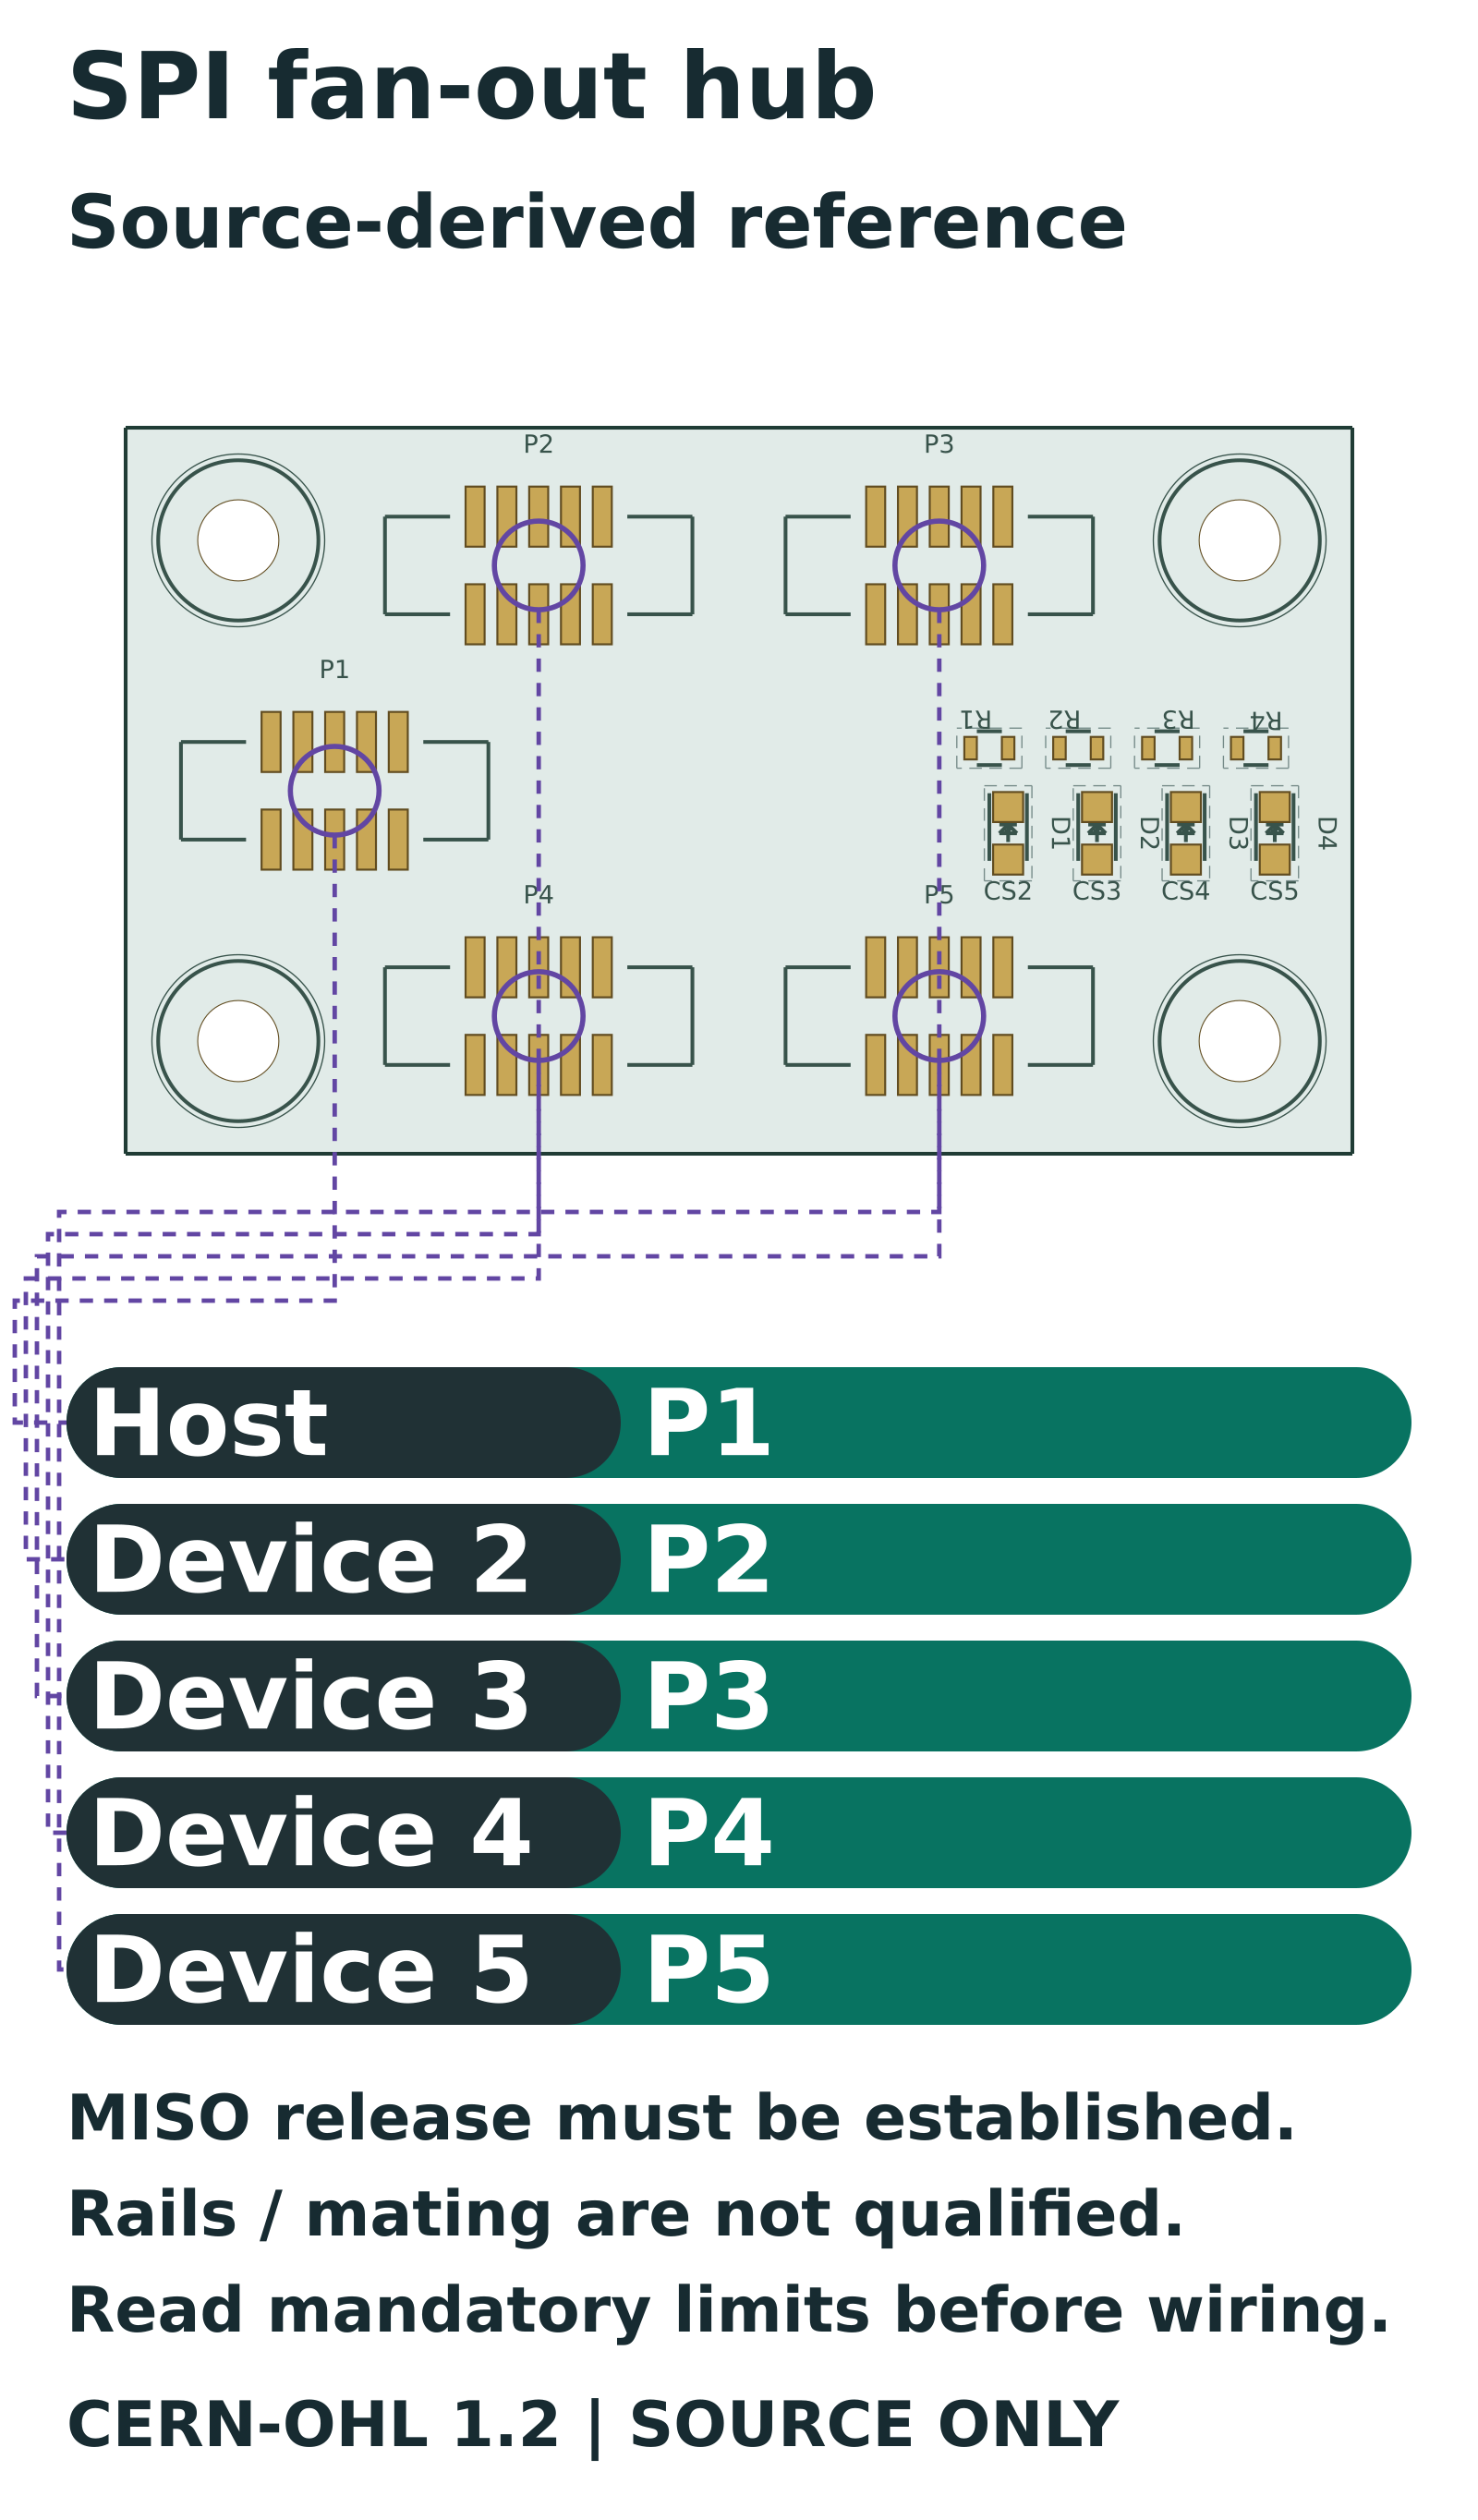 SPI fan-out hub
Source-derived reference
P2 P3
P1
R1 R2 R3 R4
D1 D2 D3 D4
P4 P5 CS2 CS3 CS4 CS5
Host P1
Device 2 P2
Device 3 P3
Device 4 P4
Device 5 P5
MISO release must be established.
Rails / mating are not qualified.
Read mandatory limits before wiring.
CERN-OHL 1.2 | SOURCE ONLY